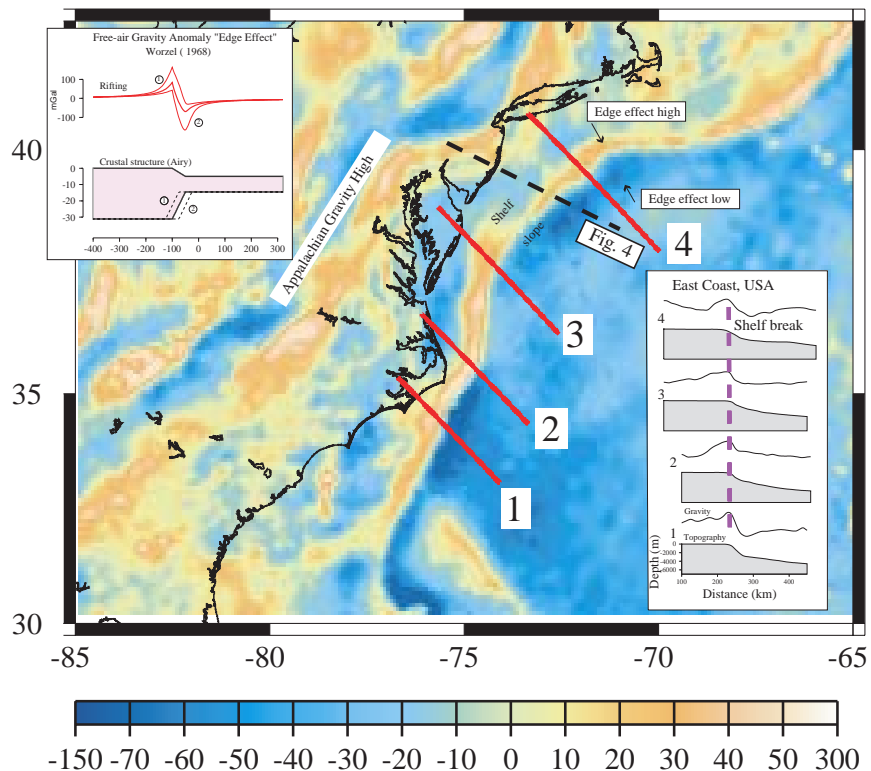 Free-air Gravity Anomaly "Edge Effect"
Worzel ( 1968)
Rifting
mGal
100
0
-100
1
2
Crustal structure (Airy)
0
-10
-20
-30
1
2
-400 -300 -200 -100 0 100 200 300
Appalachian Gravity High
Edge effect high
Edge effect low
Shelf
slope
Fig. 4
4
3
2
1
East Coast, USA
4
Shelf break
3
2
Gravity
1
Topography
Depth (m)
0
-2000
-4000
-6000
100 200 300 400
Distance (km)
40
35
30
-85 -80 -75 -70 -65
-150 -70 -60 -50 -40 -30 -20 -10 0 10 20 30 40 50 300